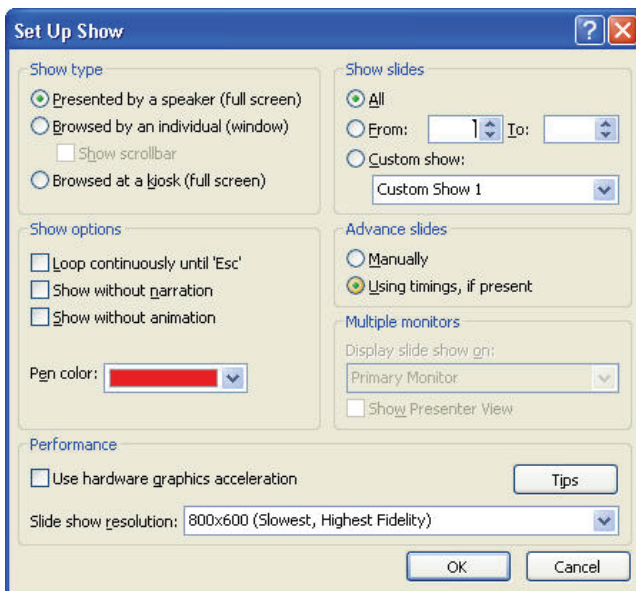 Set Up Show
Show type
Presented by a speaker (full screen)
Browsed by an individual (window)
Show scrollbar
Browsed at a kiosk (full screen)
Show slides
All
From: 1 To:
Custom show:
Custom Show 1
Show options
Loop continuously until 'Esc'
Show without narration
Show without animation
Pen color:
Advance slides
Manually
Using timings, if present
Multiple monitors
Display slide show on:
Primary Monitor
Show Presenter View
Performance
Use hardware graphics acceleration
Tips
Slide show resolution: 800x600 (Slowest, Highest Fidelity)
OK Cancel